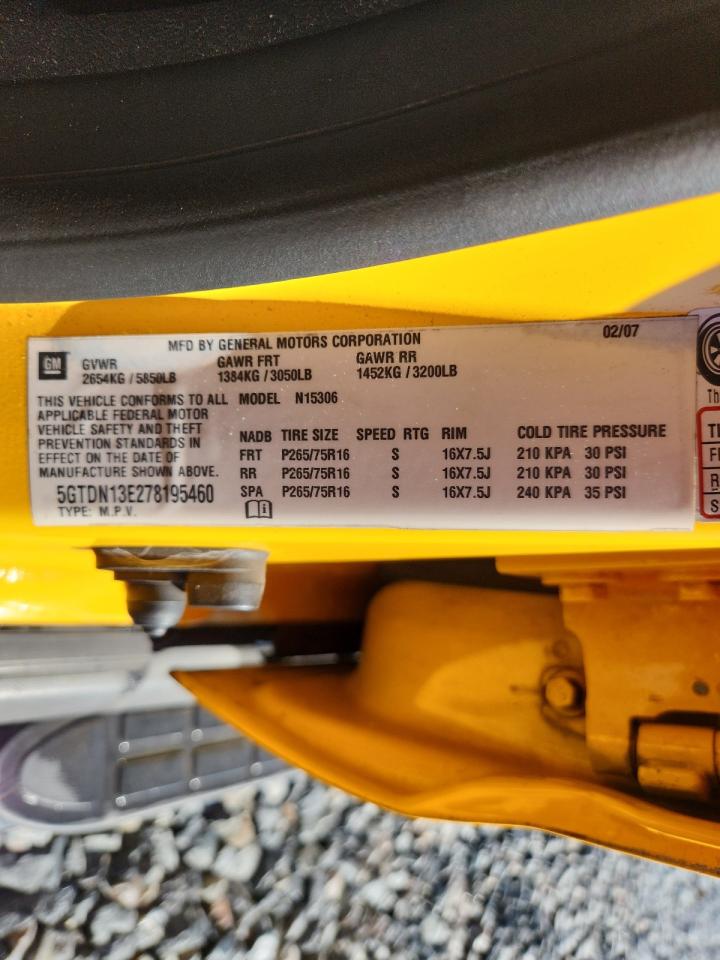 MFD BY GENERAL MOTORS CORPORATION 02/07
GM
GVWR GAWR FRT GAWR RR
2654KG / 5850LB 1384KG / 3050LB 1452KG / 3200LB
THIS VEHICLE CONFORMS TO ALL
APPLICABLE FEDERAL MOTOR
VEHICLE SAFETY AND THEFT
PREVENTION STANDARDS IN
EFFECT ON THE DATE OF
MANUFACTURE SHOWN ABOVE.
5GTDN13E278195460
TYPE: M.P.V.
MODEL N15306
NADB TIRE SIZE SPEED RTG RIM COLD TIRE PRESSURE
FRT P265/75R16 S 16X7.5J 210 KPA 30 PSI
RR P265/75R16 S 16X7.5J 210 KPA 30 PSI
SPA P265/75R16 S 16X7.5J 240 KPA 35 PSI